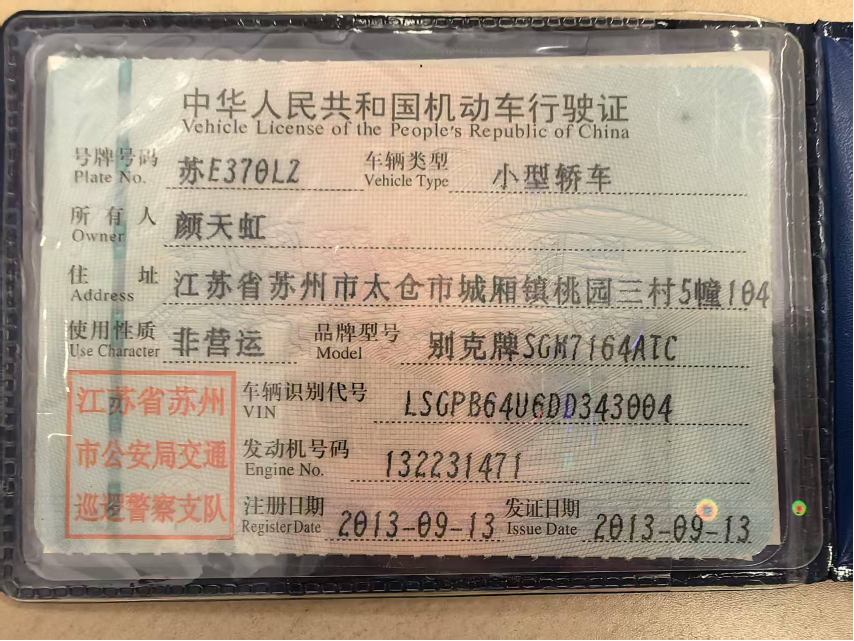 中华人民共和国机动车行驶证
Vehicle License of the People's Republic of China
号牌号码 苏E370LZ 车辆类型 小型轿车
Plate No. Vehicle Type
所有人 颜天虹
Owner
住址 江苏省苏州市太仓市城厢镇桃园三村5幢104
Address
使用性质 非营运 品牌型号 别克牌SGM7164ATC
Use Character Model
车辆识别代号 LSGPB64U6DD343004
VIN
发动机号码 132231471
Engine No.
注册日期 2013-09-13 发证日期 2013-09-13
Register Date Issue Date
江苏省苏州
市公安局交通
巡逻警察支队